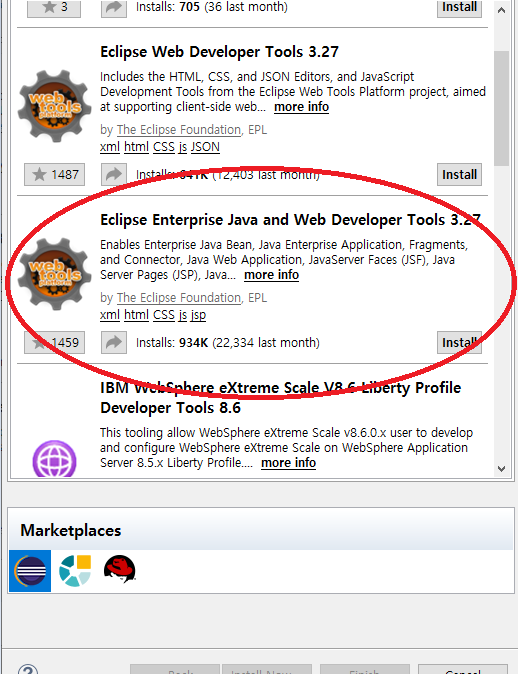 3
Installs: 705 (36 last month)
Install
Eclipse Web Developer Tools 3.27
Includes the HTML, CSS, and JSON Editors, and JavaScript
Development Tools from the Eclipse Web Tools Platform project, aimed
at supporting client-side web... more info
by The Eclipse Foundation, EPL
xml html CSS js JSON
web
tools
platform
1487
Installs: 841K (12,403 last month)
Install
Eclipse Enterprise Java and Web Developer Tools 3.27
Enables Enterprise Java Bean, Java Enterprise Application, Fragments,
and Connector, Java Web Application, JavaServer Faces (JSF), Java
Server Pages (JSP), Java... more info
by The Eclipse Foundation, EPL
xml html CSS js jsp
web
tools
platform
1459
Installs: 934K (22,334 last month)
Install
IBM WebSphere eXtreme Scale V8.6 Liberty Profile
Developer Tools 8.6
This tooling allow WebSphere eXtreme Scale v8.6.0.x user to develop
and configure WebSphere eXtreme Scale on WebSphere Application
Server 8.5.x Liberty Profile.... more info
Marketplaces
?
Back
Install Now
Finish
Cancel